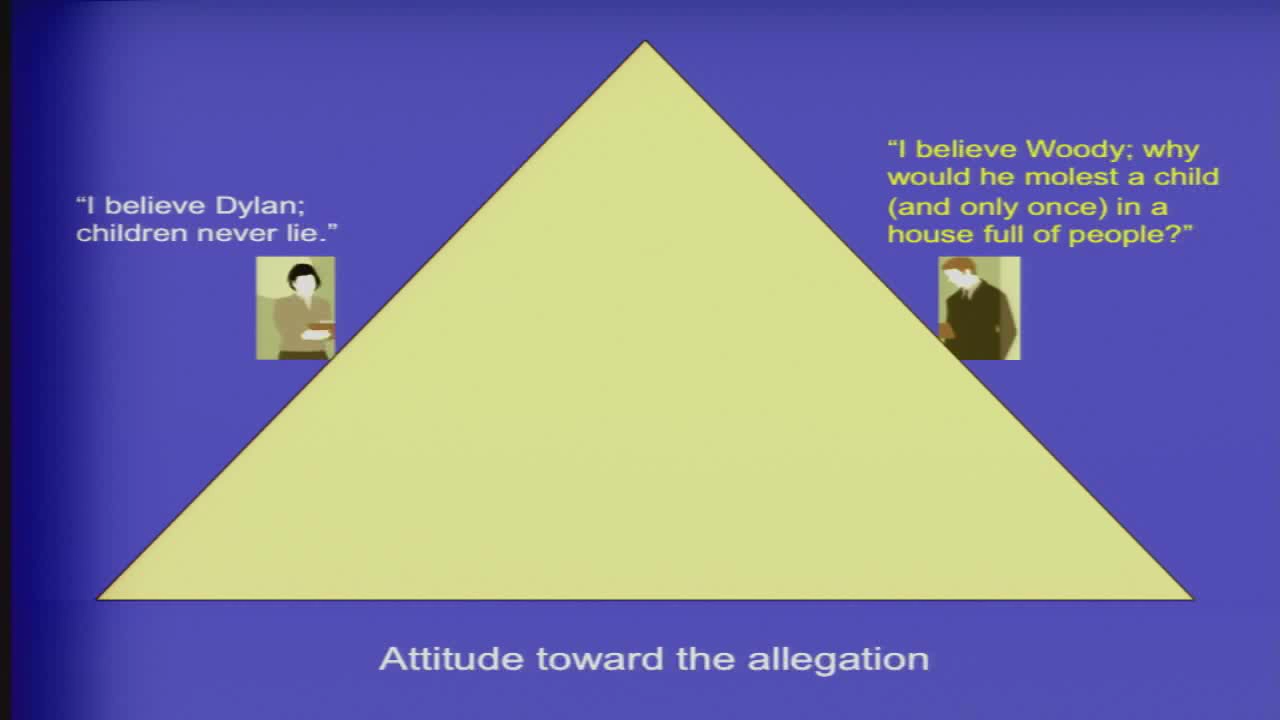 “I believe Dylan;
children never lie.”
“I believe Woody; why
would he molest a child
(and only once) in a
house full of people?”
Attitude toward the allegation